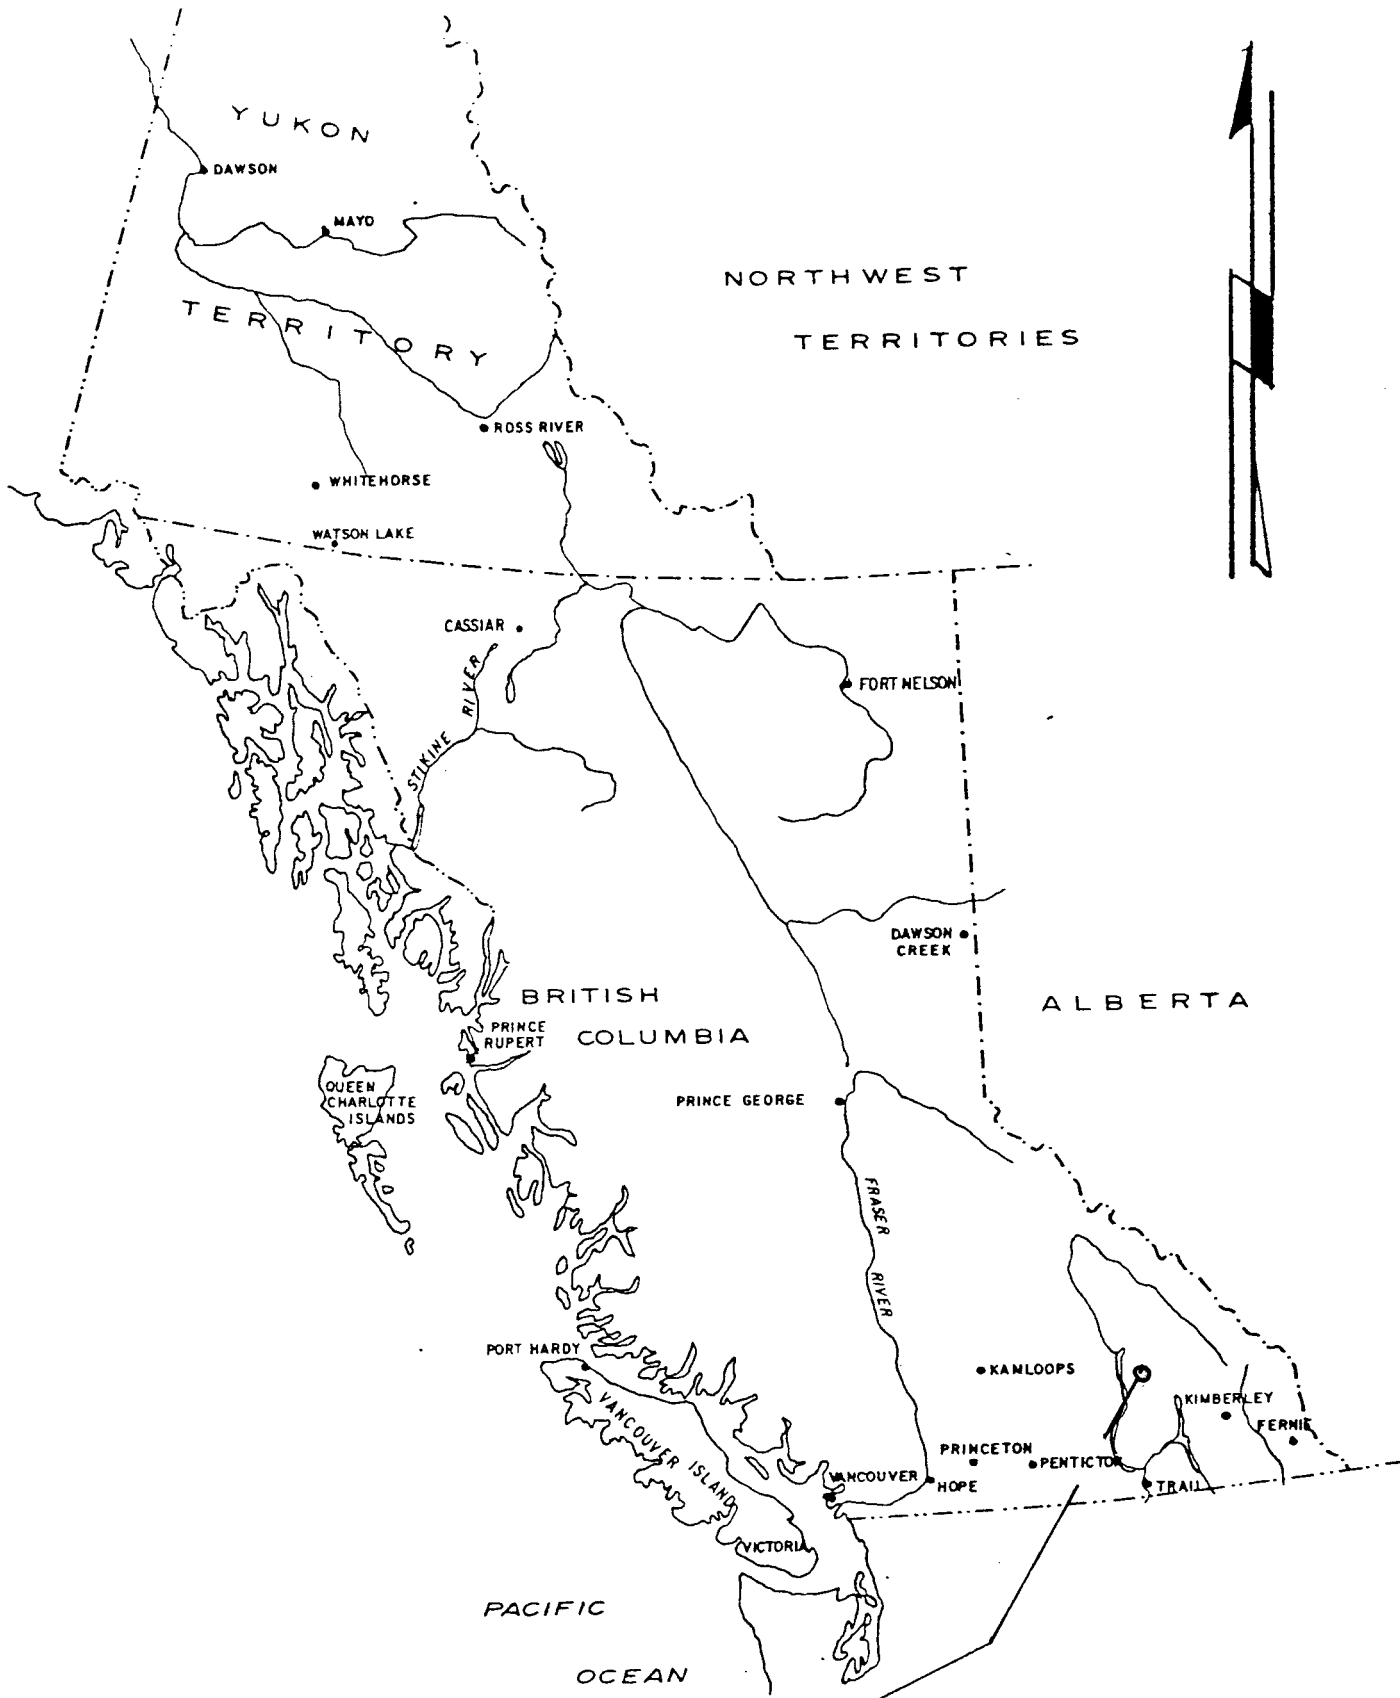 YUKON
DAWSON
MAYO
NORTHWEST
TERRITORIES
TERRITORY
ROSS RIVER
WHITEHORSE
WATSON LAKE
CASSIAR
STIKINE RIVER
FORT NELSON
DAWSON
CREEK
BRITISH
COLUMBIA
ALBERTA
PRINCE
RUPERT
QUEEN
CHARLOTTE
ISLANDS
PRINCE GEORGE
FRASER RIVER
PORT HARDY
VANCOUVER ISLAND
KAMLOOPS
KIMBERLEY
FERNIE
PRINCETON
PENTICTON
VANCOUVER
HOPE
TRAIL
VICTORIA
PACIFIC
OCEAN